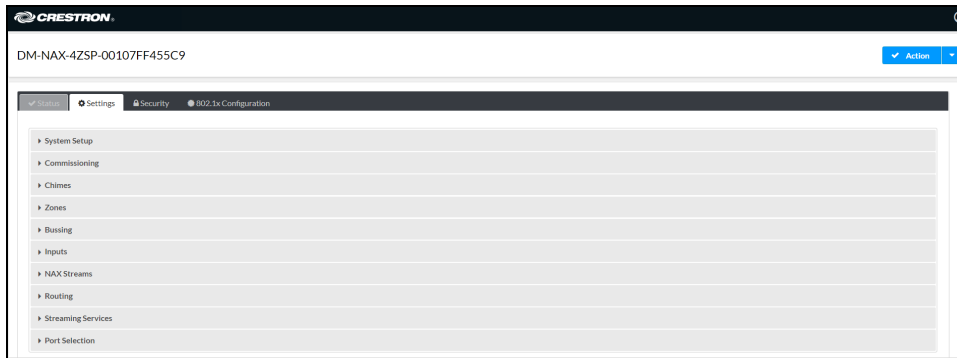 CRESTRON®
DM-NAX-4ZSP-00107FF455C9
Action
Status Settings Security 802.1x Configuration
System Setup
Commissioning
Chimes
Zones
Bussing
Inputs
NAX Streams
Routing
Streaming Services
Port Selection